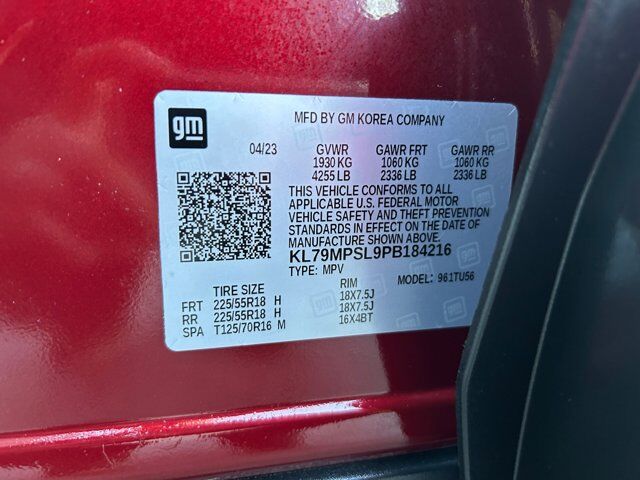 gm
MFD BY GM KOREA COMPANY
04/23 GVWR GAWR FRT GAWR RR
1930 KG 1060 KG 1060 KG
4255 LB 2336 LB 2336 LB
THIS VEHICLE CONFORMS TO ALL
APPLICABLE U.S. FEDERAL MOTOR
VEHICLE SAFETY AND THEFT PREVENTION
STANDARDS IN EFFECT ON THE DATE OF
MANUFACTURE SHOWN ABOVE.
KL79MPSL9PB184216
TYPE: MPV MODEL: 961TU56
TIRE SIZE RIM
FRT 225/55R18 H 18X7.5J
RR 225/55R18 H 18X7.5J
SPA T125/70R16 M 16X4BT